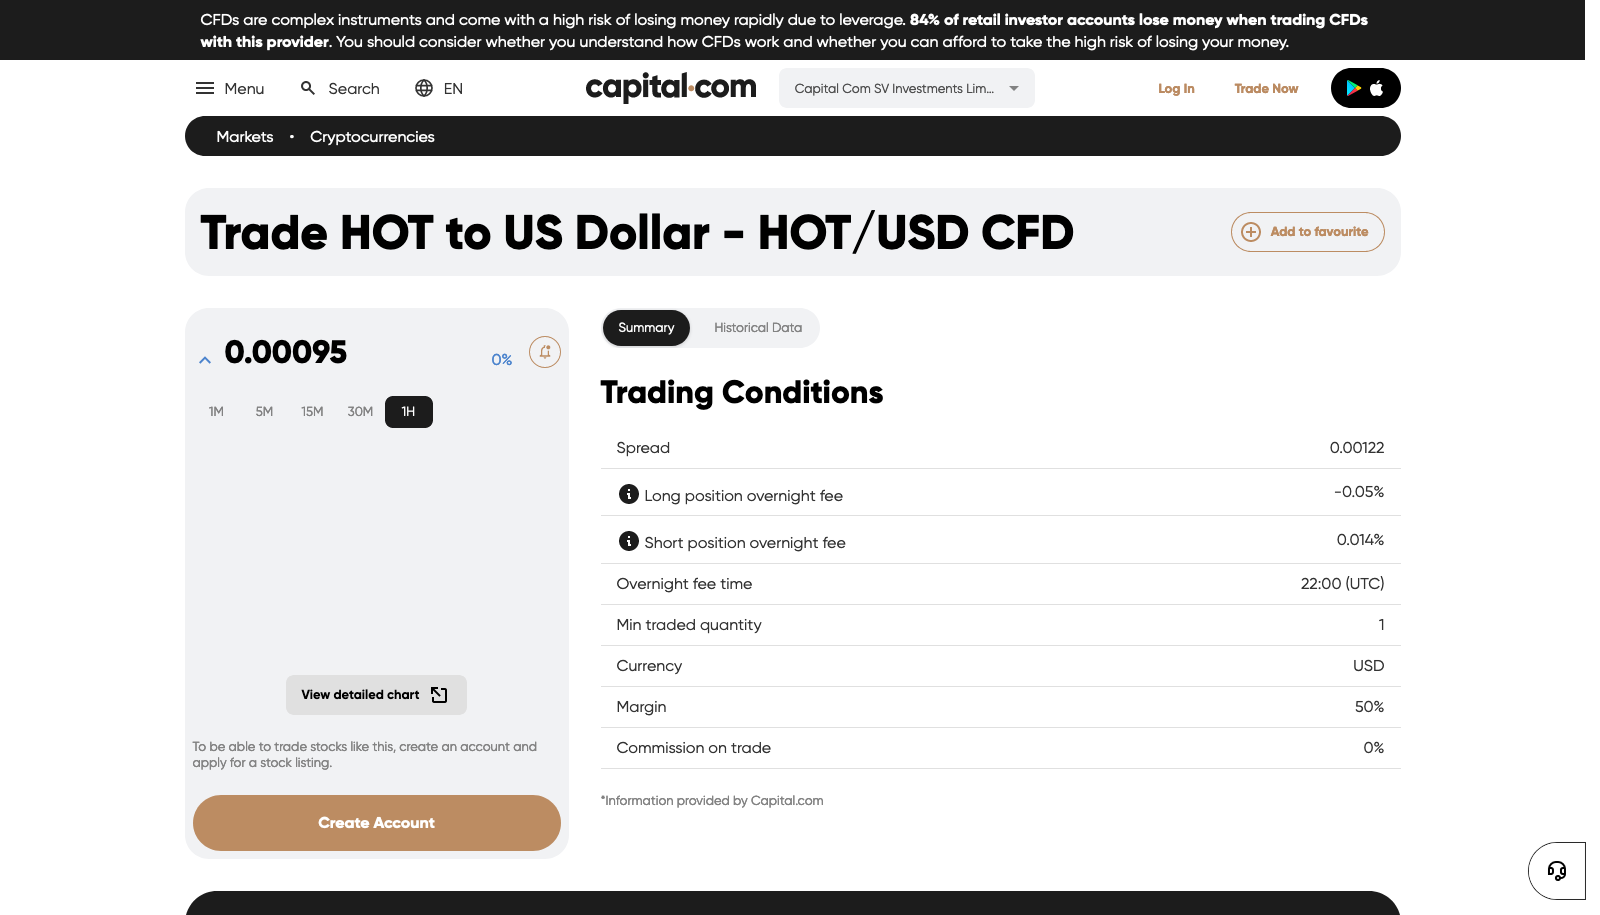 CFDs are complex instruments and come with a high risk of losing money rapidly due to leverage. 84% of retail investor accounts lose money when trading CFDs
with this provider. You should consider whether you understand how CFDs work and whether you can afford to take the high risk of losing your money.
Menu Search EN capital.com Capital Com SV Investments Lim... Log In Trade Now
Markets • Cryptocurrencies
Trade HOT to US Dollar - HOT/USD CFD
Add to favourite
0.00095 0%
1M 5M 15M 30M 1H
View detailed chart
To be able to trade stocks like this, create an account and
apply for a stock listing.
Create Account
Summary Historical Data
Trading Conditions
Spread 0.00122
Long position overnight fee -0.05%
Short position overnight fee 0.014%
Overnight fee time 22:00 (UTC)
Min traded quantity 1
Currency USD
Margin 50%
Commission on trade 0%
*Information provided by Capital.com